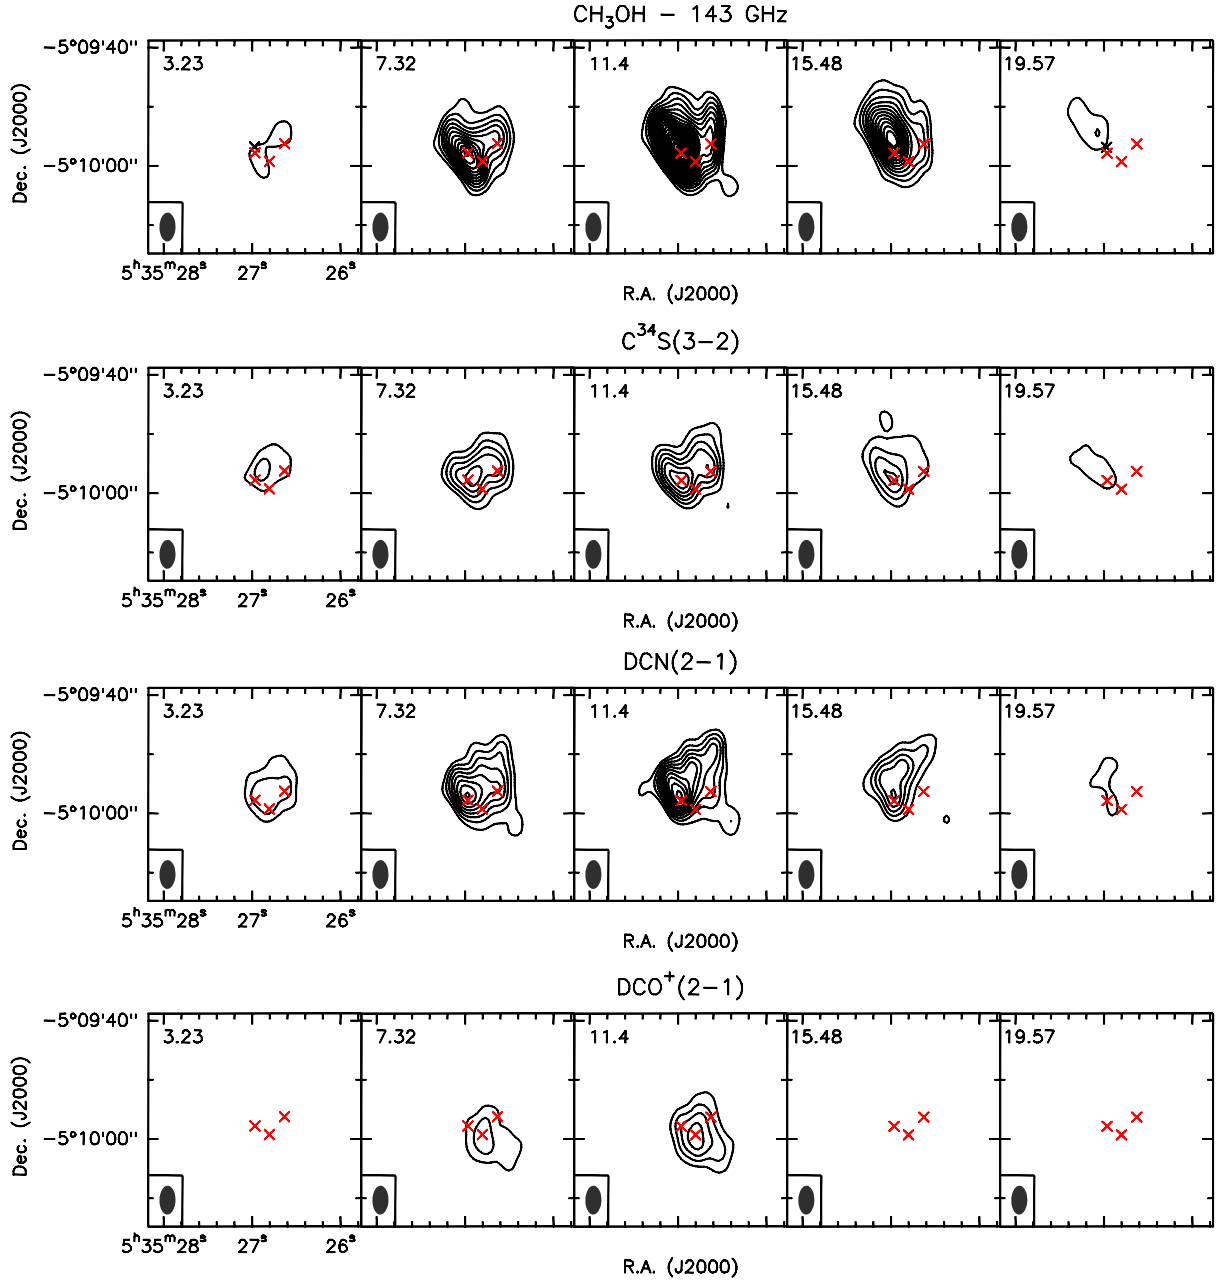 CH₃OH − 143 GHz
−5°09'40"
3.23 7.32 11.4 15.48 19.57
Dec. (J2000)
−5°10'00"
5ʰ35ᵐ28ˢ 27ˢ 26ˢ
R.A. (J2000)
C³⁴S(3−2)
−5°09'40"
3.23 7.32 11.4 15.48 19.57
Dec. (J2000)
−5°10'00"
5ʰ35ᵐ28ˢ 27ˢ 26ˢ
R.A. (J2000)
DCN(2−1)
−5°09'40"
3.23 7.32 11.4 15.48 19.57
Dec. (J2000)
−5°10'00"
5ʰ35ᵐ28ˢ 27ˢ 26ˢ
R.A. (J2000)
DCO⁺(2−1)
−5°09'40"
3.23 7.32 11.4 15.48 19.57
Dec. (J2000)
−5°10'00"
5ʰ35ᵐ28ˢ 27ˢ 26ˢ
R.A. (J2000)